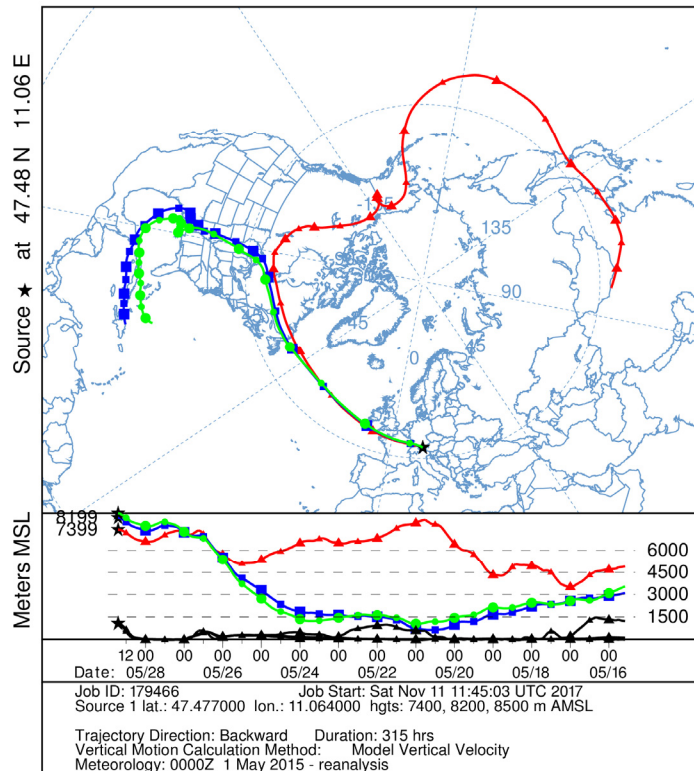 Source ★ at 47.48 N 11.06 E
135
135
90
90
45
45
0
Meters MSL
8199
7399
6000
4500
3000
1500
12 00 00 00 00 00 00 00 00 00 00 00 00 00
Date: 05/28 05/26 05/24 05/22 05/20 05/18 05/16
Job ID: 179466 Job Start: Sat Nov 11 11:45:03 UTC 2017
Source 1 lat.: 47.477000 lon.: 11.064000 hgts: 7400, 8200, 8500 m AMSL
Trajectory Direction: Backward Duration: 315 hrs
Vertical Motion Calculation Method: Model Vertical Velocity
Meteorology: 0000Z 1 May 2015 - reanalysis